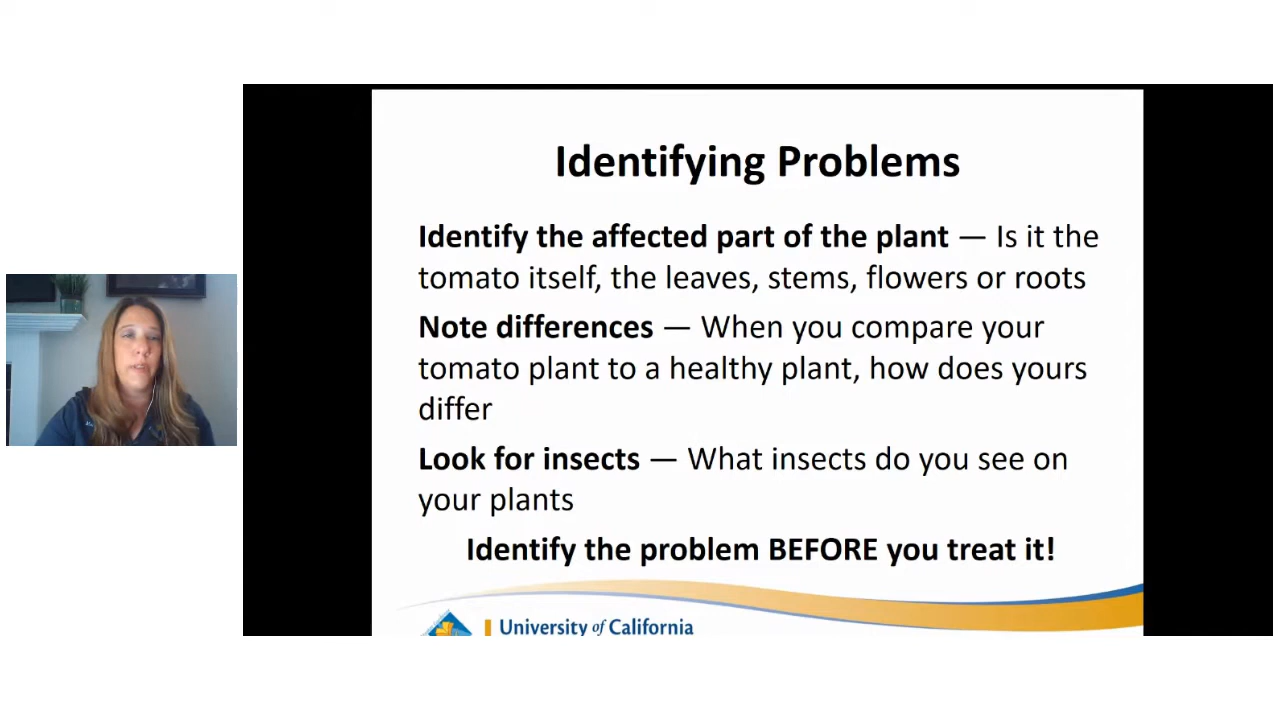 Identifying Problems
Identify the affected part of the plant — Is it the
tomato itself, the leaves, stems, flowers or roots
Note differences — When you compare your
tomato plant to a healthy plant, how does yours
differ
Look for insects — What insects do you see on
your plants
Identify the problem BEFORE you treat it!
University of California